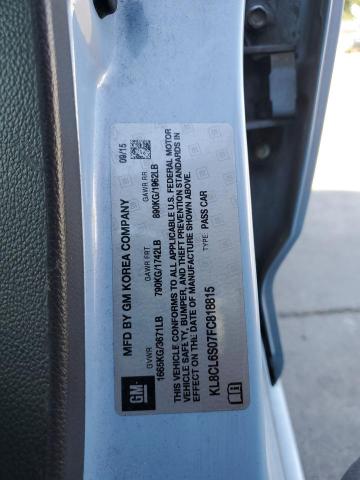 MFD BY GM KOREA COMPANY 09/15
GVWR GAWR FRT GAWR RR
1665KG/3671LB 790KG/1742LB 890KG/1962LB
THIS VEHICLE CONFORMS TO ALL APPLICABLE U.S. FEDERAL MOTOR
VEHICLE SAFETY, BUMPER, AND THEFT PREVENTION STANDARDS IN
EFFECT ON THE DATE OF MANUFACTURE SHOWN ABOVE.
TYPE: PASS CAR
KL8CL6S07FC818815
GM